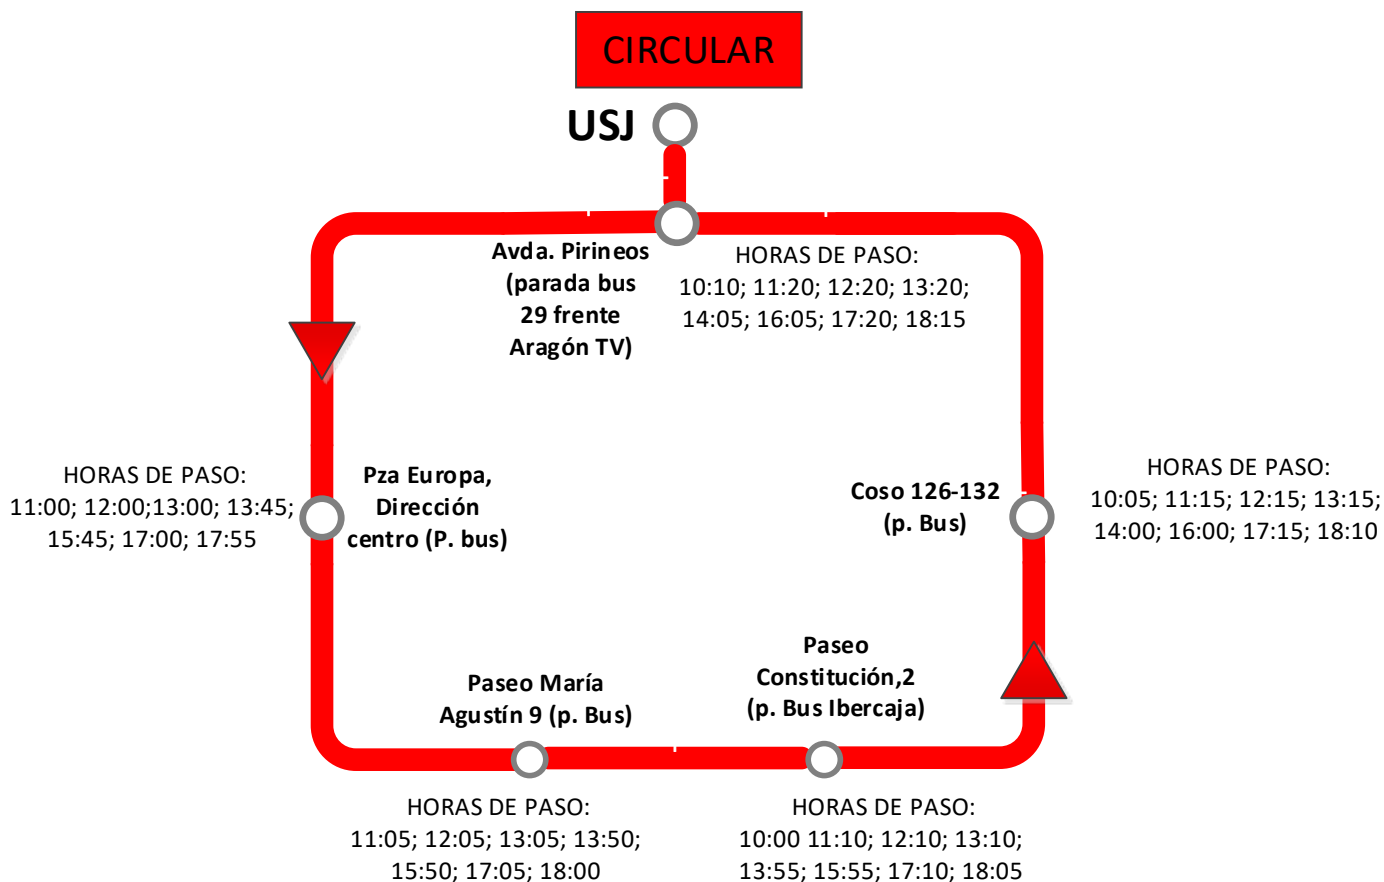 CIRCULAR
USJ
Avda. Pirineos
(parada bus
29 frente
Aragón TV)
HORAS DE PASO:
10:10; 11:20; 12:20; 13:20;
14:05; 16:05; 17:20; 18:15
HORAS DE PASO:
11:00; 12:00;13:00; 13:45;
15:45; 17:00; 17:55
Pza Europa,
Dirección
centro (P. bus)
Coso 126-132
(p. Bus)
HORAS DE PASO:
10:05; 11:15; 12:15; 13:15;
14:00; 16:00; 17:15; 18:10
Paseo María
Agustín 9 (p. Bus)
Paseo
Constitución,2
(p. Bus Ibercaja)
HORAS DE PASO:
11:05; 12:05; 13:05; 13:50;
15:50; 17:05; 18:00
HORAS DE PASO:
10:00 11:10; 12:10; 13:10;
13:55; 15:55; 17:10; 18:05